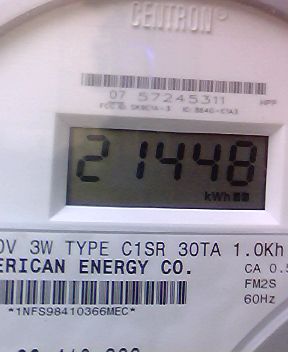 CENTRON®
07 57245311 HPF
21448
kWh
0V 3W TYPE C1SR 30TA 1.0Kh
ERICAN ENERGY CO. CA 0.5
FM2S
60Hz
*1NFS98410366MEC*